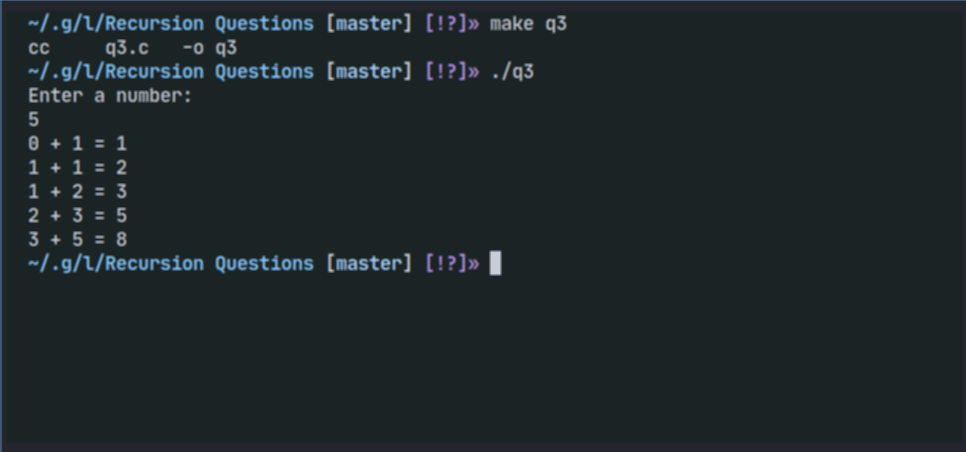 ~/.g/l/Recursion Questions [master] [!?]» make q3
cc     q3.c   -o q3
~/.g/l/Recursion Questions [master] [!?]» ./q3
Enter a number:
5
0 + 1 = 1
1 + 1 = 2
1 + 2 = 3
2 + 3 = 5
3 + 5 = 8
~/.g/l/Recursion Questions [master] [!?]»